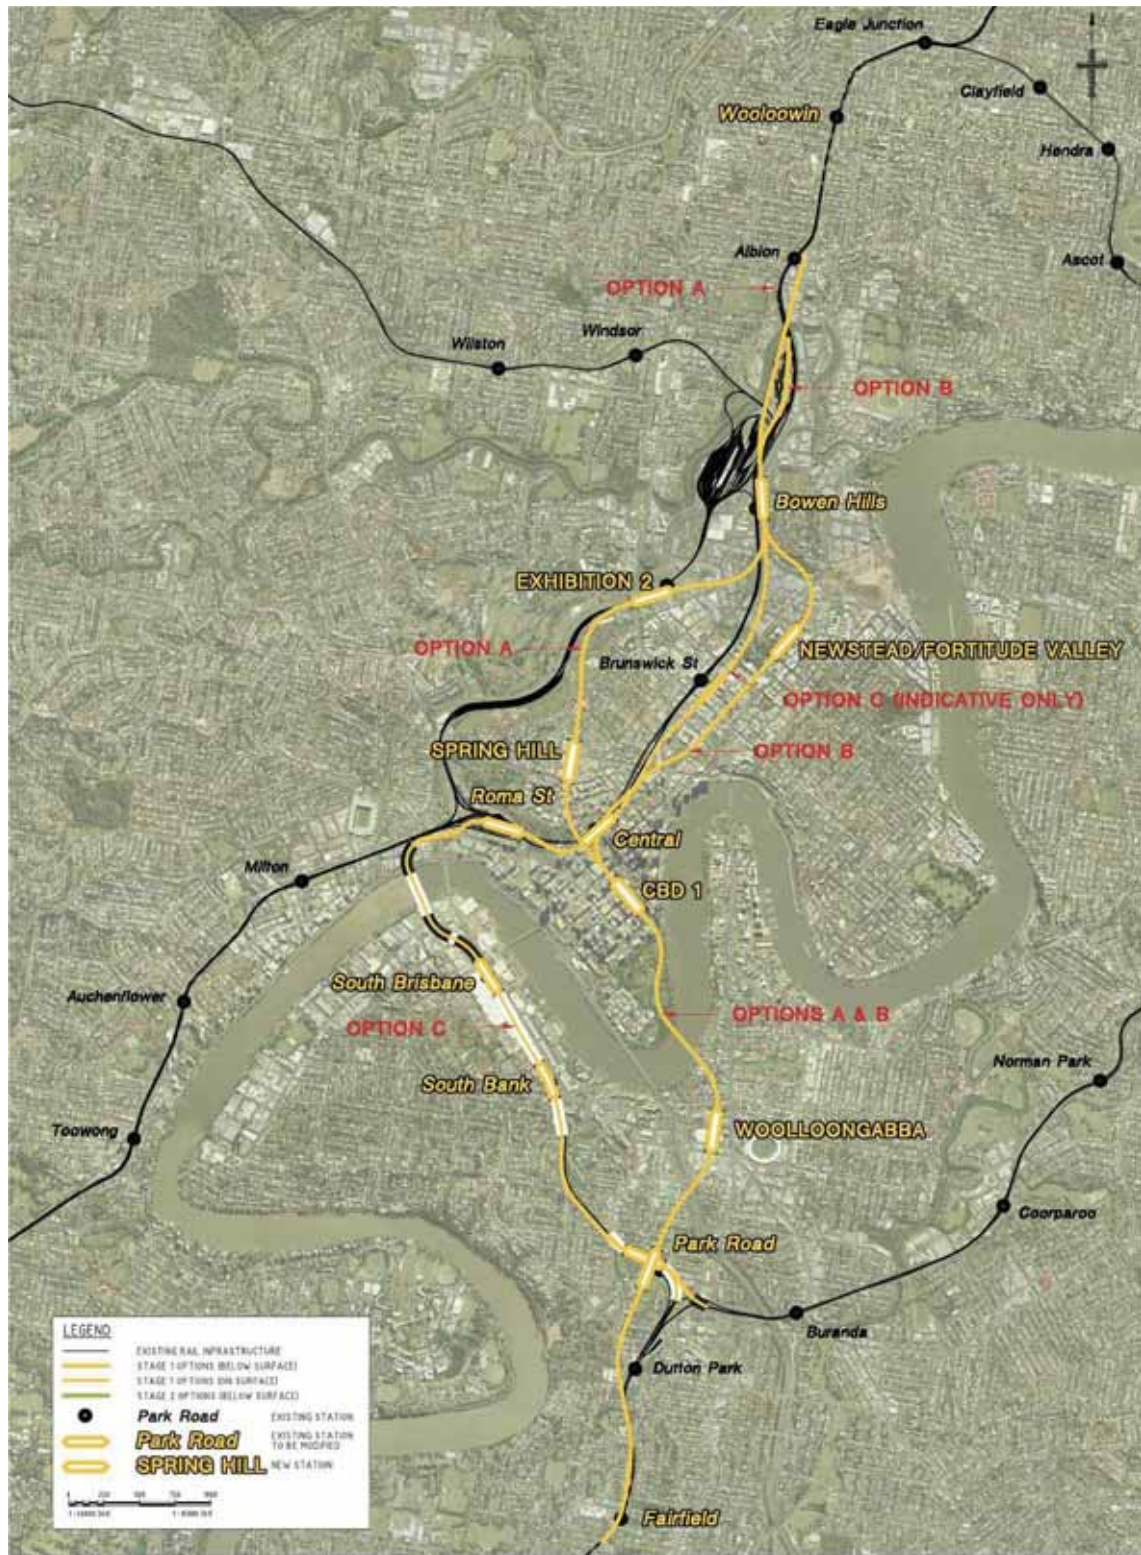 Eagle Junction
Clayfield
Wooloowin
Hendra
Albion
Ascot
OPTION A
Windsor
Wilston
OPTION B
Bowen Hills
EXHIBITION 2
OPTION A
Brunswick St
NEWSTEAD/FORTITUDE VALLEY
OPTION C (INDICATIVE ONLY)
SPRING HILL
OPTION B
Roma St
Central
Milton
CBD 1
South Brisbane
Auchenflower
OPTION C
OPTIONS A & B
South Bank
Norman Park
Toowong
WOOLLOONGABBA
Coorparoo
Park Road
Buranda
Dutton Park
Fairfield
LEGEND
EXISTING RAIL INFRASTRUCTURE
STAGE 1 OPTIONS (BELOW SURFACE)
STAGE 1 OPTIONS (ON SURFACE)
STAGE 2 OPTIONS (BELOW SURFACE)
Park Road EXISTING STATION
Park Road EXISTING STATION
TO BE MODIFIED
SPRING HILL NEW STATION